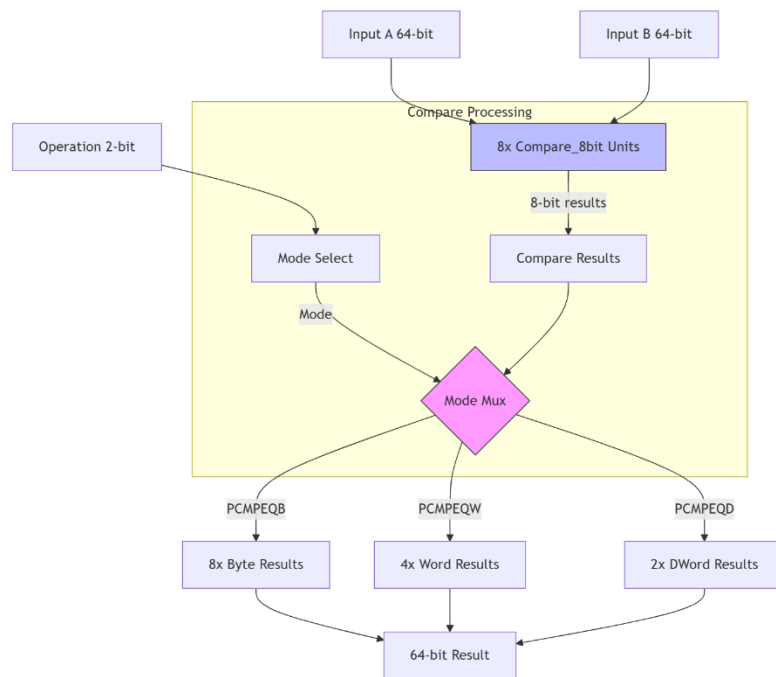 Input A 64-bit
Input B 64-bit
Compare Processing
Operation 2-bit
8x Compare_8bit Units
8-bit results
Mode Select
Compare Results
Mode
Mode Mux
PCMPEQB
PCMPEQW
PCMPEQD
8x Byte Results
4x Word Results
2x DWord Results
64-bit Result